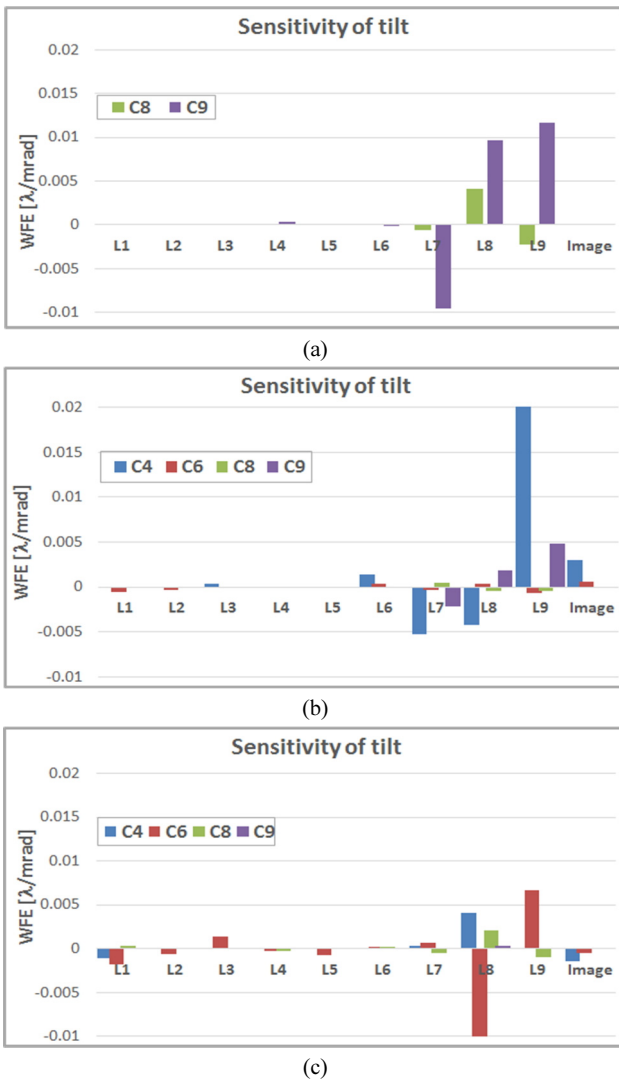 Sensitivity of tilt
0.02
0.015
C8 C9
0.01
0.005
0
L1 L2 L3 L4 L5 L6 L7 L8 L9 Image
-0.005
-0.01
WFE [λ/mrad]
(a)
Sensitivity of tilt
0.02
0.015
C4 C6 C8 C9
0.01
0.005
0
L1 L2 L3 L4 L5 L6 L7 L8 L9 Image
-0.005
-0.01
WFE [λ/mrad]
(b)
Sensitivity of tilt
0.02
0.015
C4 C6 C8 C9
0.01
0.005
0
L1 L2 L3 L4 L5 L6 L7 L8 L9 Image
-0.005
-0.01
WFE [λ/mrad]
(c)